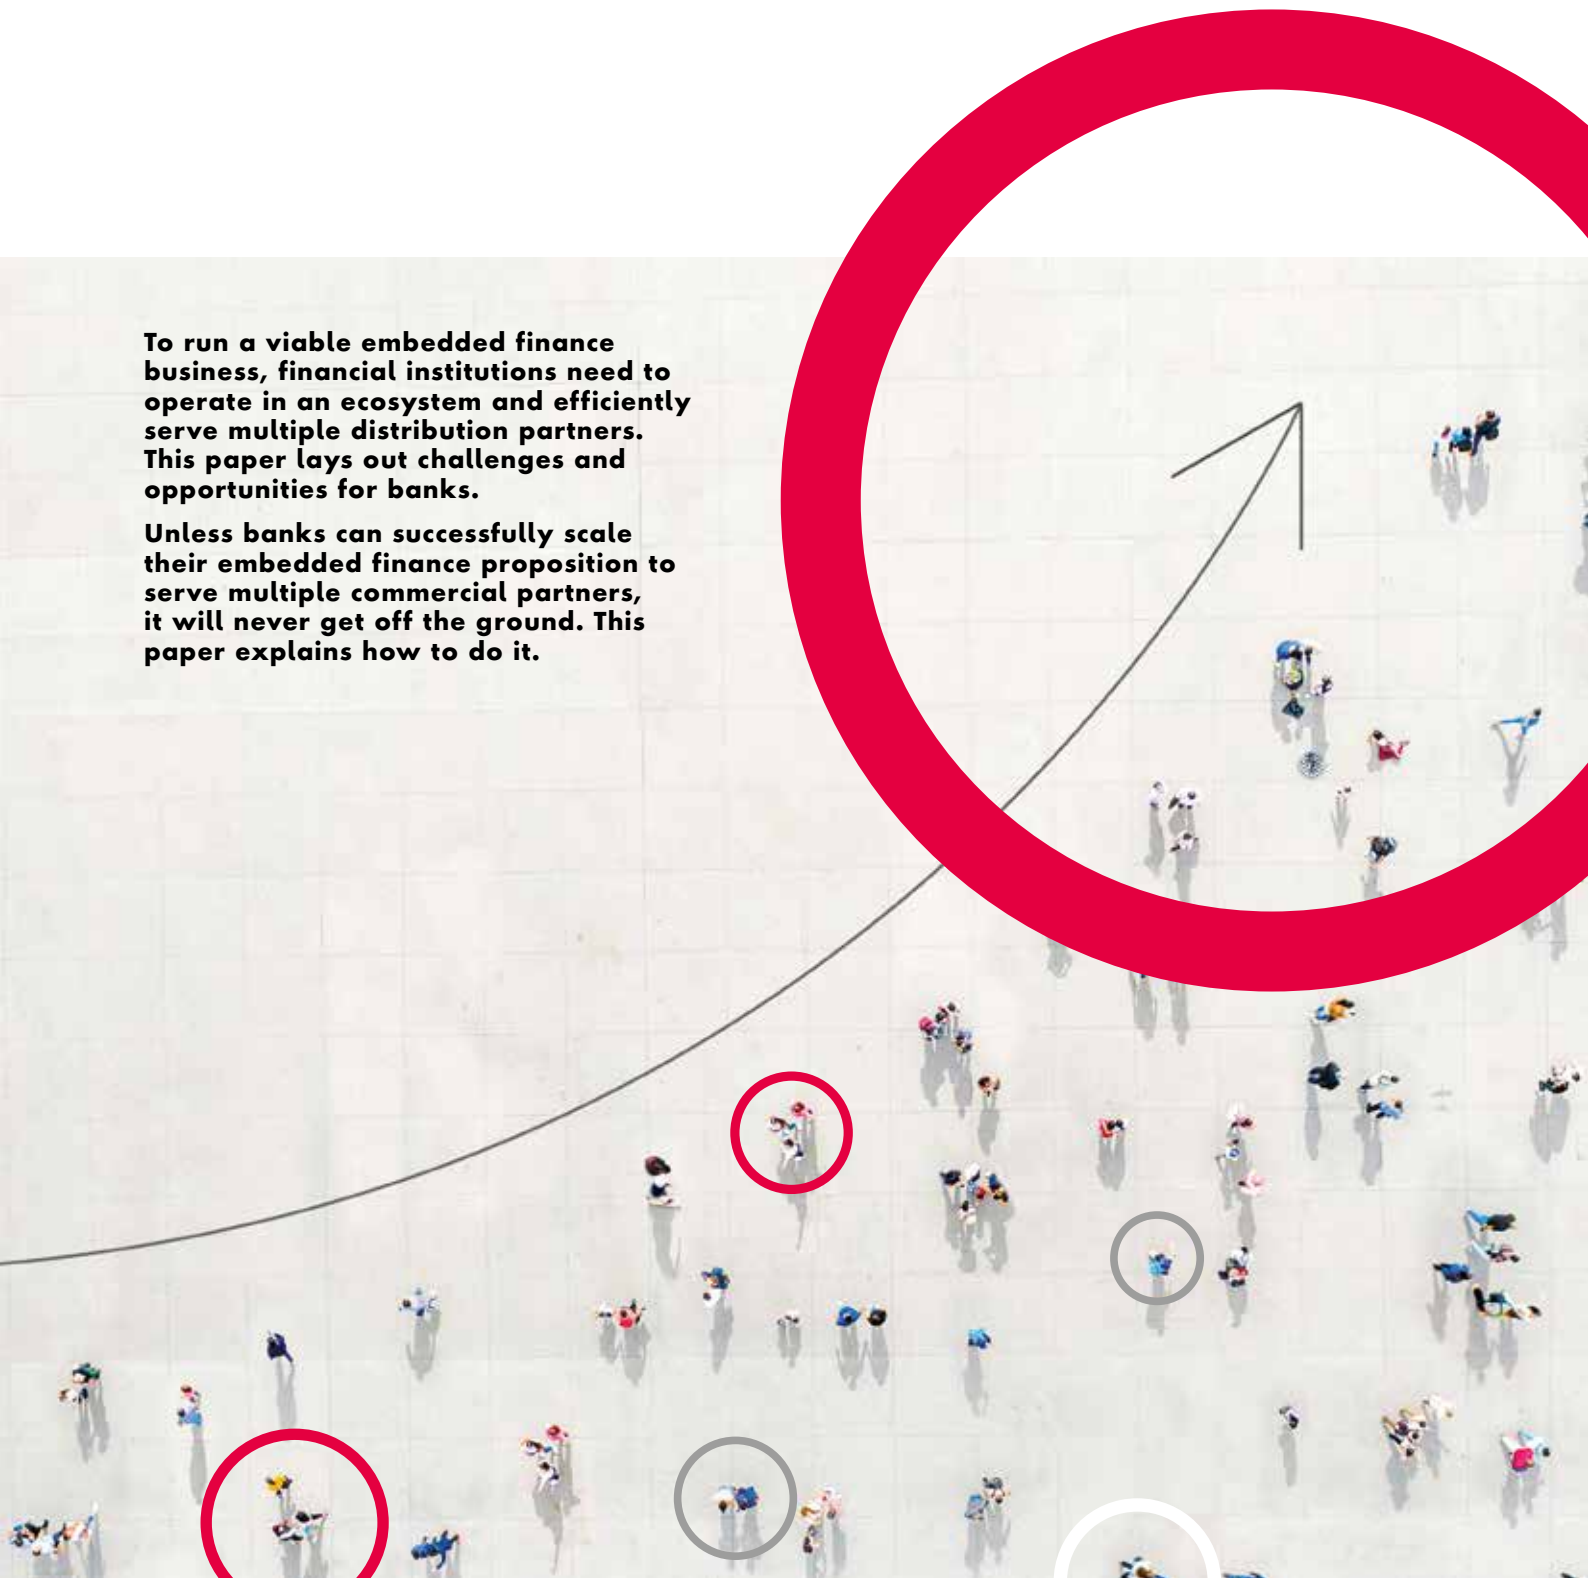 To run a viable embedded finance
business, financial institutions need to
operate in an ecosystem and efficiently
serve multiple distribution partners.
This paper lays out challenges and
opportunities for banks.
Unless banks can successfully scale
their embedded finance proposition to
serve multiple commercial partners,
it will never get off the ground. This
paper explains how to do it.